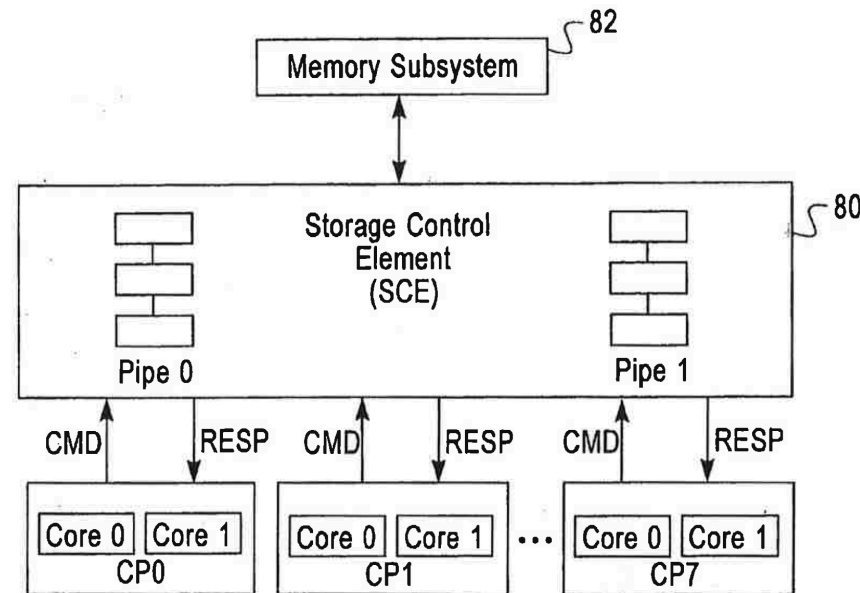 82
Memory Subsystem
80
Storage Control
Element
(SCE)
Pipe 0
Pipe 1
CMD
RESP
CMD
RESP
CMD
RESP
Core 0
Core 1
CP0
Core 0
Core 1
CP1
...
Core 0
Core 1
CP7